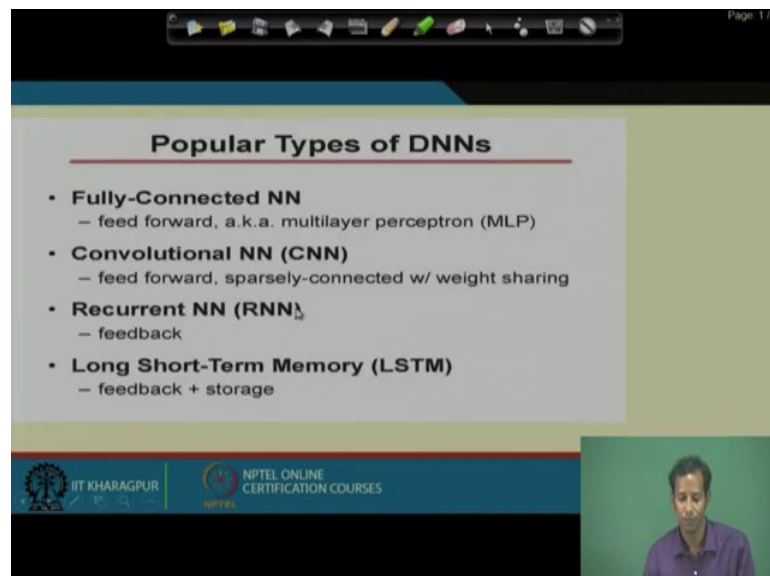 Page 1/
Popular Types of DNNs
• Fully-Connected NN
– feed forward, a.k.a. multilayer perceptron (MLP)
• Convolutional NN (CNN)
– feed forward, sparsely-connected w/ weight sharing
• Recurrent NN (RNN)
– feedback
• Long Short-Term Memory (LSTM)
– feedback + storage
IIT KHARAGPUR
NPTEL
NPTEL ONLINE
CERTIFICATION COURSES